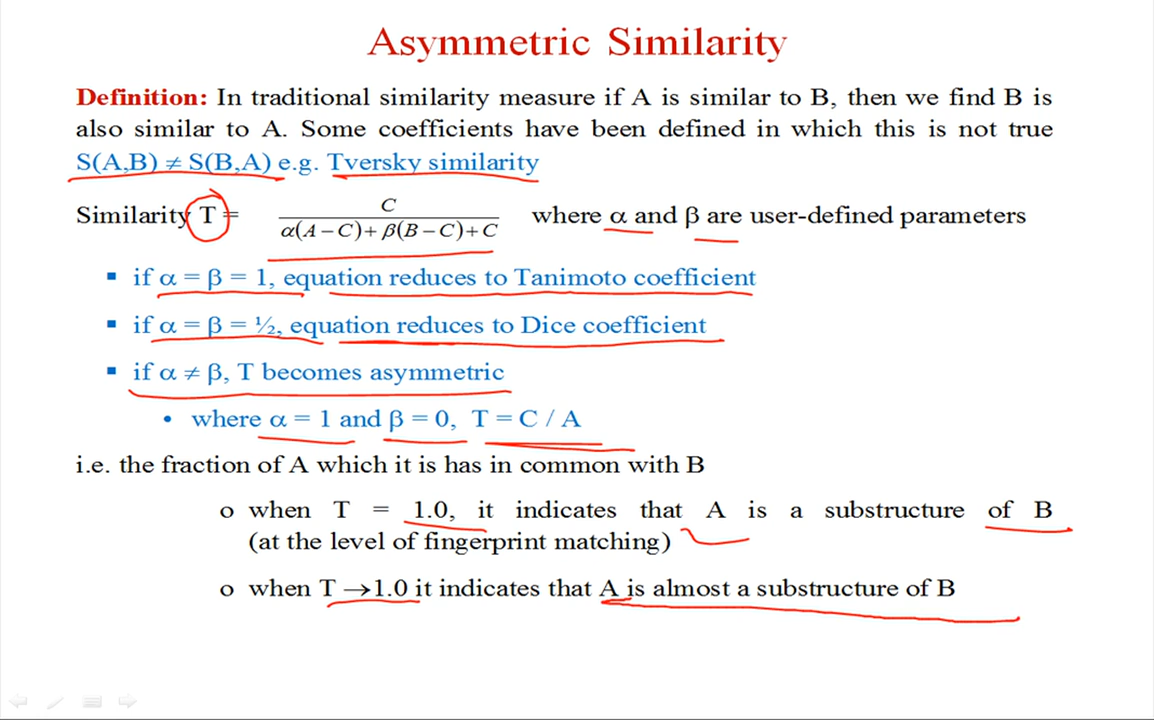 Asymmetric Similarity
Definition: In traditional similarity measure if A is similar to B, then we find B is
also similar to A. Some coefficients have been defined in which this is not true
S(A,B) ≠ S(B,A) e.g. Tversky similarity
Similarity T = C / α(A − C) + β(B − C) + C where α and β are user-defined parameters
▪ if α = β = 1, equation reduces to Tanimoto coefficient
▪ if α = β = ½, equation reduces to Dice coefficient
▪ if α ≠ β, T becomes asymmetric
• where α = 1 and β = 0, T = C / A
i.e. the fraction of A which it is has in common with B
o when T = 1.0, it indicates that A is a substructure of B
(at the level of fingerprint matching)
o when T →1.0 it indicates that A is almost a substructure of B